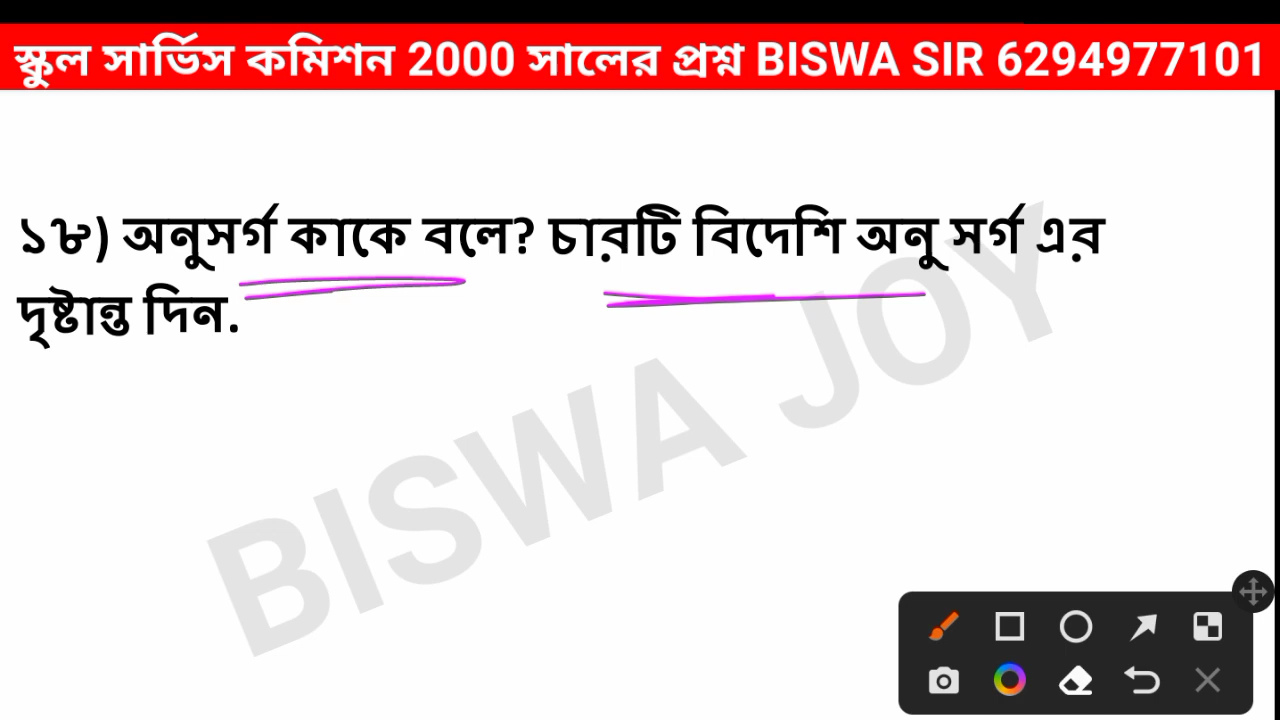 স্কুল সার্ভিস কমিশন 2000 সালের প্রশ্ন BISWA SIR 6294977101
১৮) অনুসর্গ কাকে বলে? চারটি বিদেশি অনু সর্গ এর
দৃষ্টান্ত দিন.
BISWA JOY